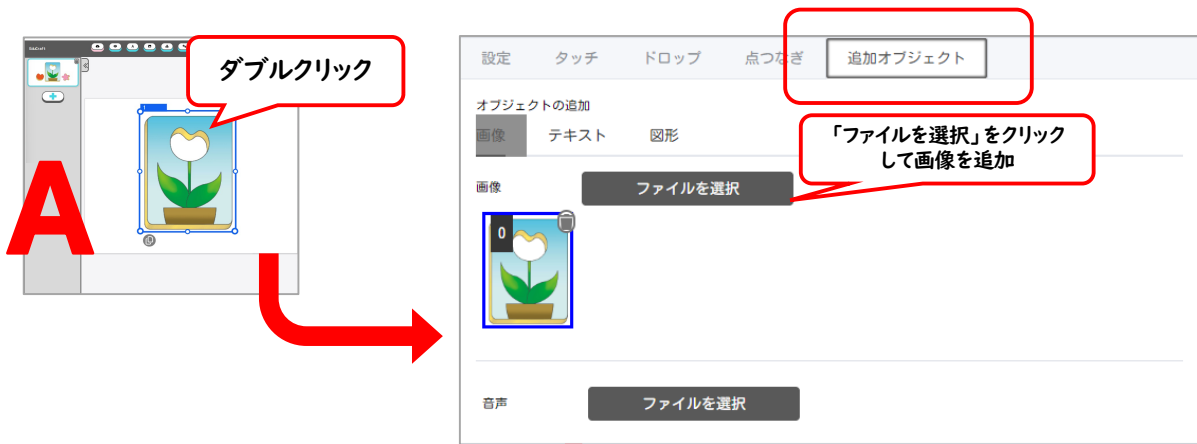 EduCraft
ダブルクリック
A
設定 タッチ ドロップ 点つなぎ 追加オブジェクト
オブジェクトの追加
画像 テキスト 図形
「ファイルを選択」をクリック
して画像を追加
画像 ファイルを選択
0
音声 ファイルを選択